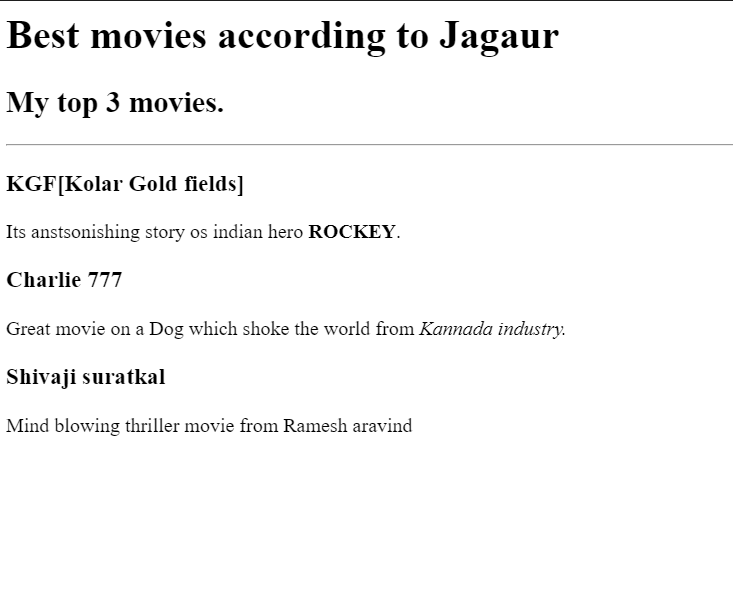 Best movies according to Jagaur
My top 3 movies.
KGF[Kolar Gold fields]
Its anstsonishing story os indian hero ROCKEY.
Charlie 777
Great movie on a Dog which shoke the world from Kannada industry.
Shivaji suratkal
Mind blowing thriller movie from Ramesh aravind